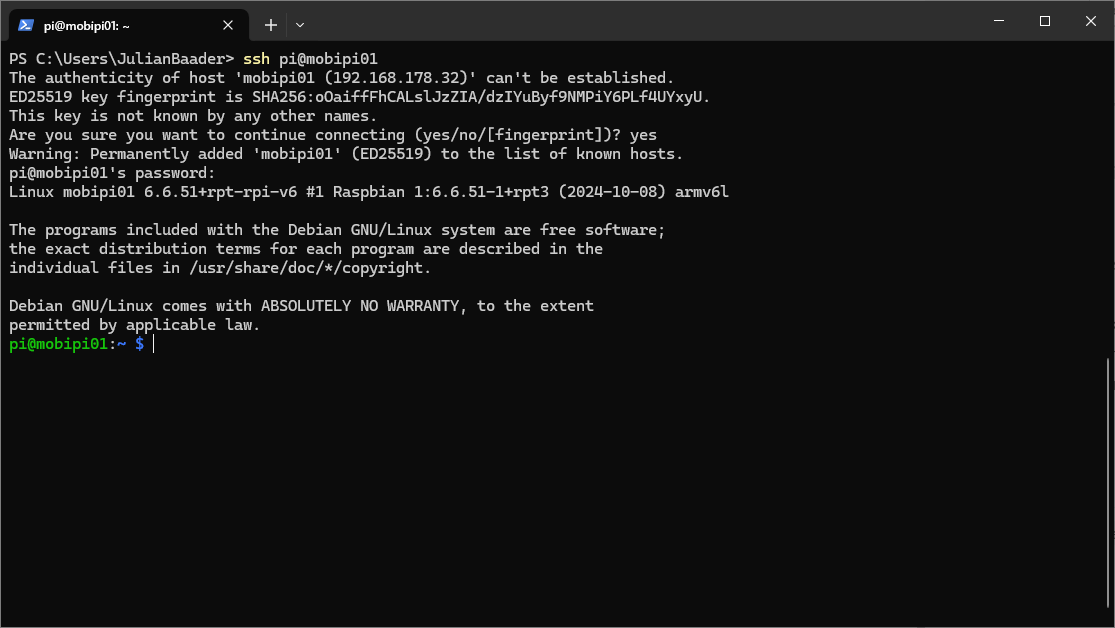 pi@mobipi01: ~
PS C:\Users\JulianBaader> ssh pi@mobipi01
The authenticity of host 'mobipi01 (192.168.178.32)' can't be established.
ED25519 key fingerprint is SHA256:oOaiffFhCALslJzZIA/dzIYuByf9NMPiY6PLf4UYxyU.
This key is not known by any other names.
Are you sure you want to continue connecting (yes/no/[fingerprint])? yes
Warning: Permanently added 'mobipi01' (ED25519) to the list of known hosts.
pi@mobipi01's password:
Linux mobipi01 6.6.51+rpt-rpi-v6 #1 Raspbian 1:6.6.51-1+rpt3 (2024-10-08) armv6l
The programs included with the Debian GNU/Linux system are free software;
the exact distribution terms for each program are described in the
individual files in /usr/share/doc/*/copyright.
Debian GNU/Linux comes with ABSOLUTELY NO WARRANTY, to the extent
permitted by applicable law.
pi@mobipi01:~ $